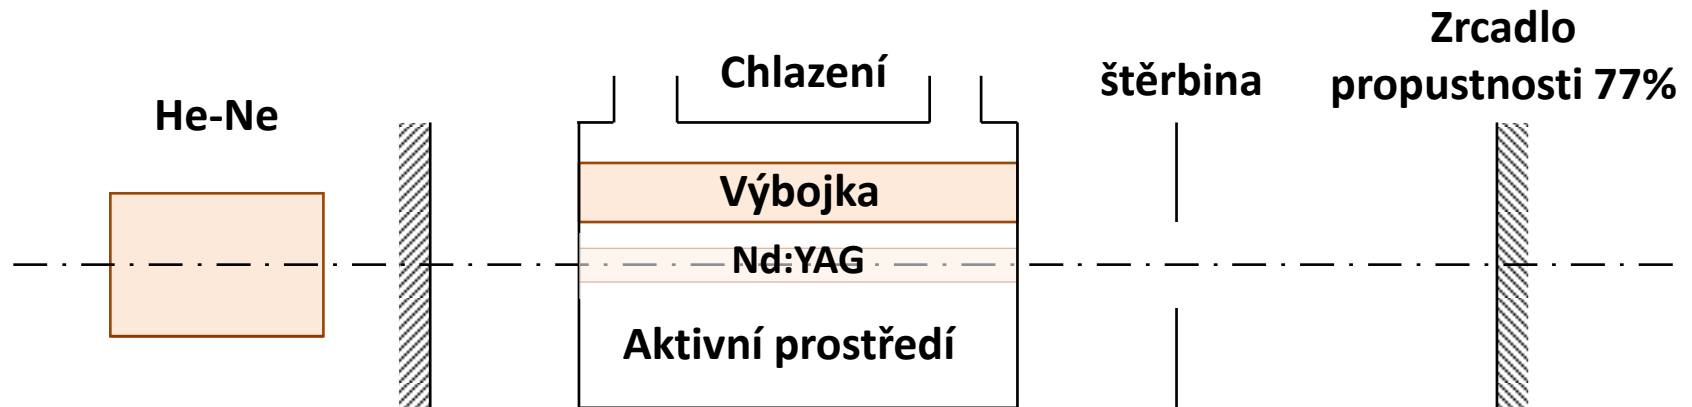 He-Ne
Chlazení
štěrbina
Zrcadlo
propustnosti 77%
Výbojka
Nd:YAG
Aktivní prostředí